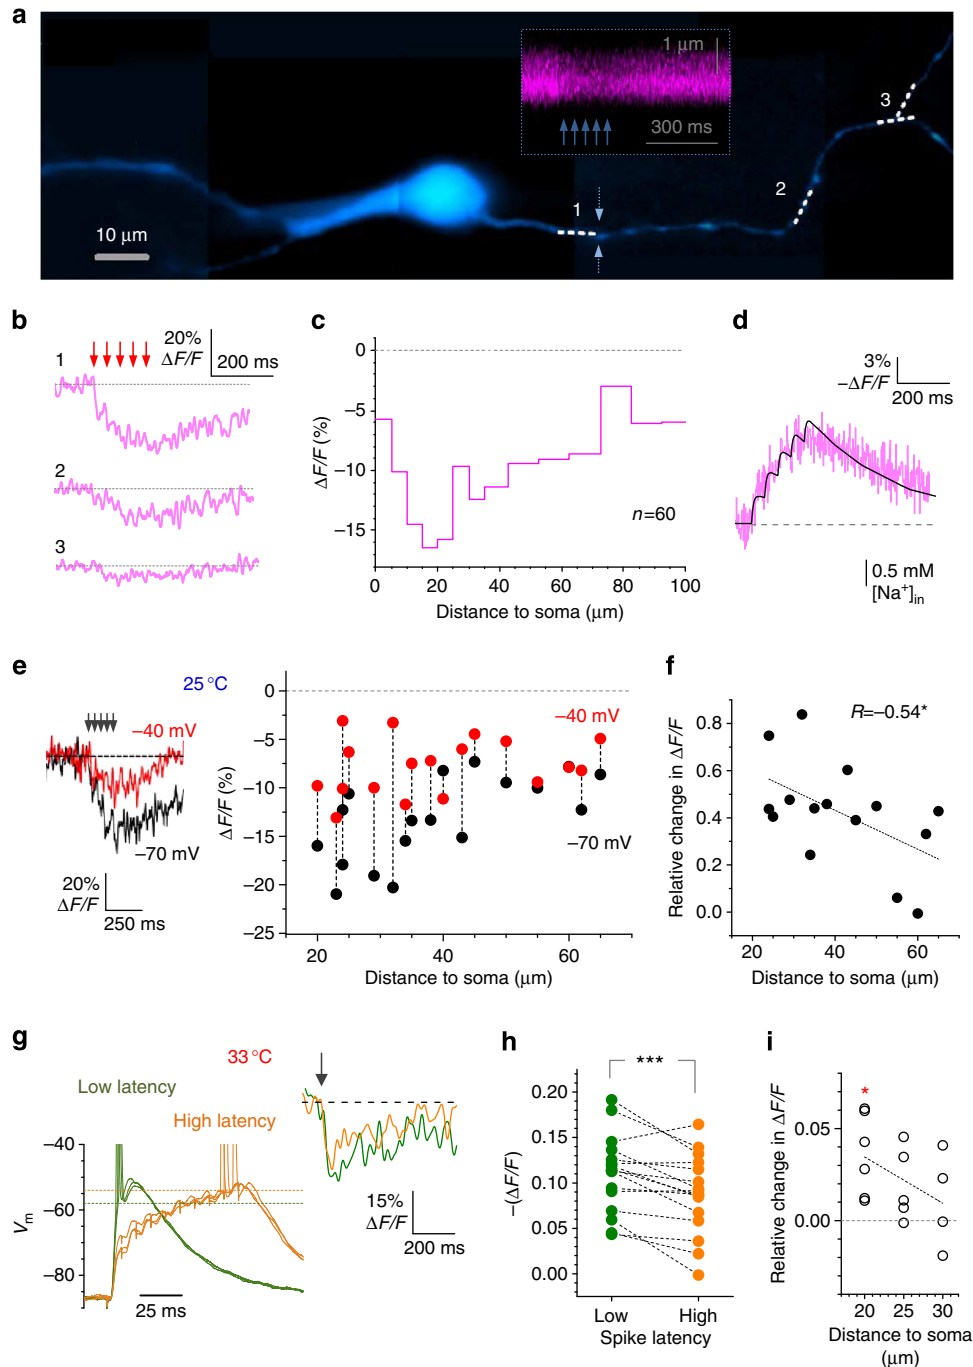 a
1 μm
300 ms
1
2
3
10 μm
b
20%
ΔF/F
200 ms
1
2
3
c
0
−5
−10
−15
ΔF/F (%)
n=60
0 20 40 60 80 100
Distance to soma (μm)
d
3%
−ΔF/F
200 ms
0.5 mM
[Na+]in
e
25 °C
−40 mV
−70 mV
20%
ΔF/F
250 ms
0
−5
−10
−15
−20
−25
ΔF/F (%)
−40 mV
−70 mV
20 30 40 50 60
Distance to soma (μm)
f
R=−0.54*
0.8
0.6
0.4
0.2
0.0
Relative change in ΔF/F
20 30 40 50 60
Distance to soma (μm)
g
33 °C
Low latency
High latency
−40
−60
−80
Vm
25 ms
15%
ΔF/F
200 ms
h
***
0.20
0.15
0.10
0.05
0.00
−(ΔF/F)
Low High
Spike latency
i
*
0.05
0.00
Relative change in ΔF/F
20 25 30
Distance to soma
(μm)